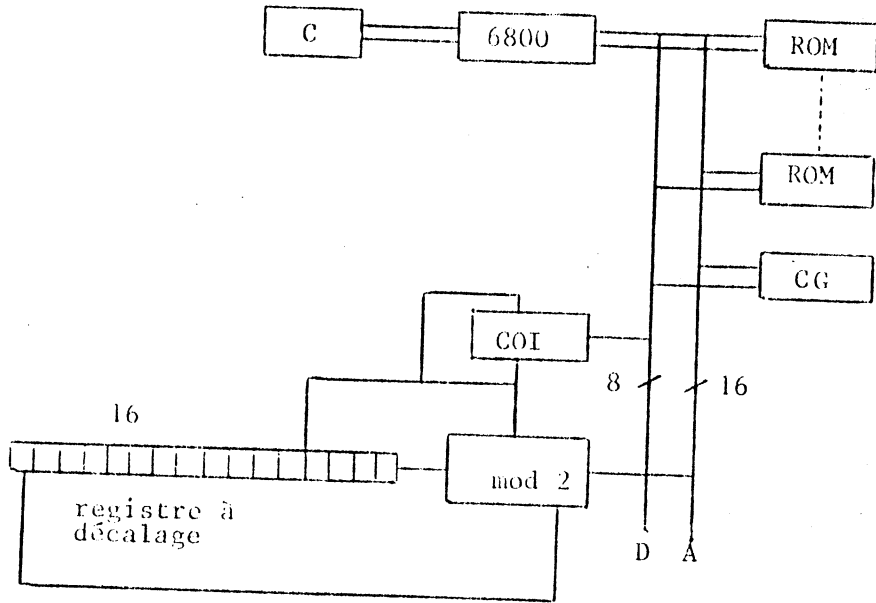 C
6800
ROM
ROM
CG
COI
8
16
16
mod 2
registre à
décalage
D
A